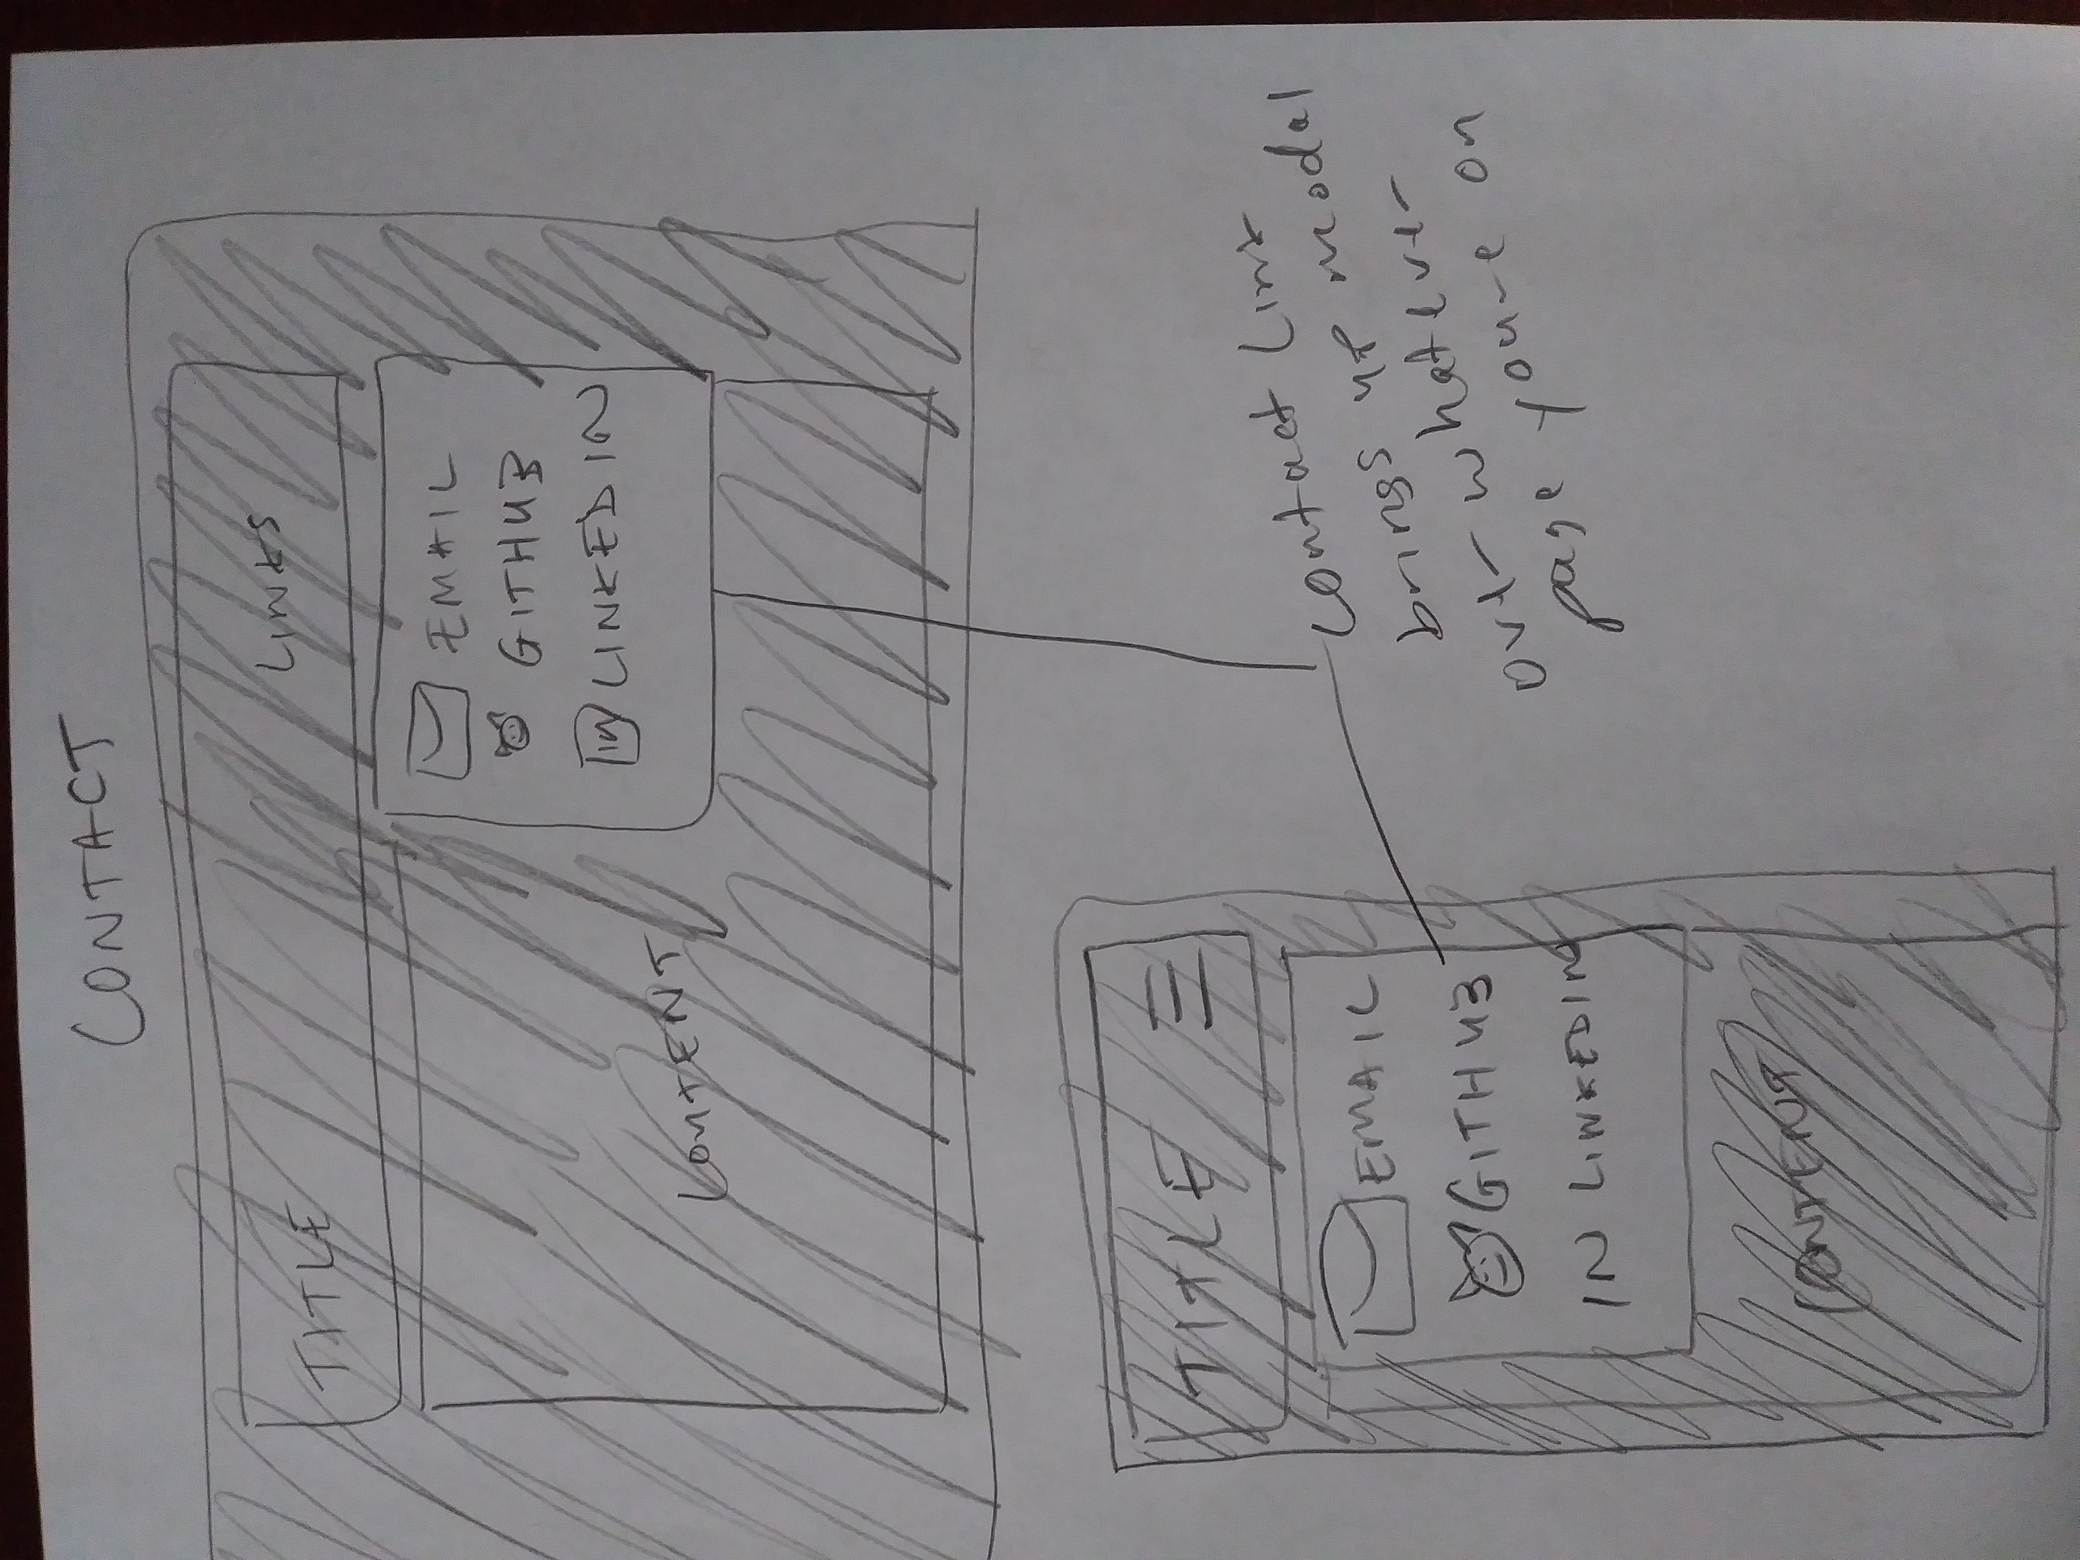 CONTACT
TITLE LINKS
EMAIL
GITHUB
in LINKEDIN
CONTENT
TITLE
EMAIL
GITHUB
IN LINKEDIN
CONTENT
contact link
brings up modal
over whatever
page you're on